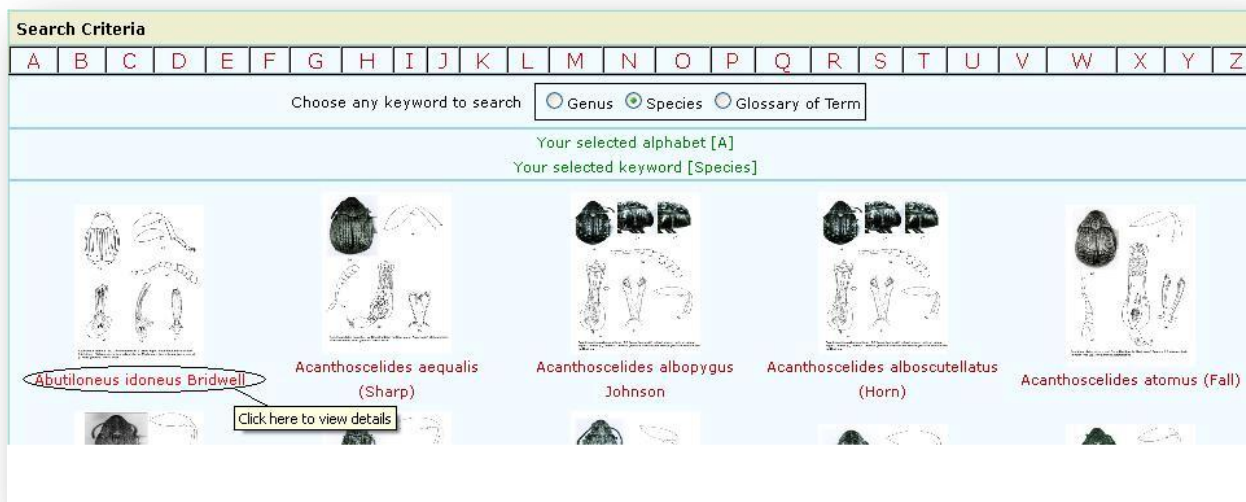 Search Criteria
A B C D E F G H I J K L M N O P Q R S T U V W X Y Z
Choose any keyword to search Genus Species Glossary of Term
Your selected alphabet [A]
Your selected keyword [Species]
Abutiloneus idoneus Bridwell
Acanthoscelides aequalis
(Sharp)
Acanthoscelides albopygus
Johnson
Acanthoscelides alboscutellatus
(Horn)
Acanthoscelides atomus (Fall)
Click here to view details